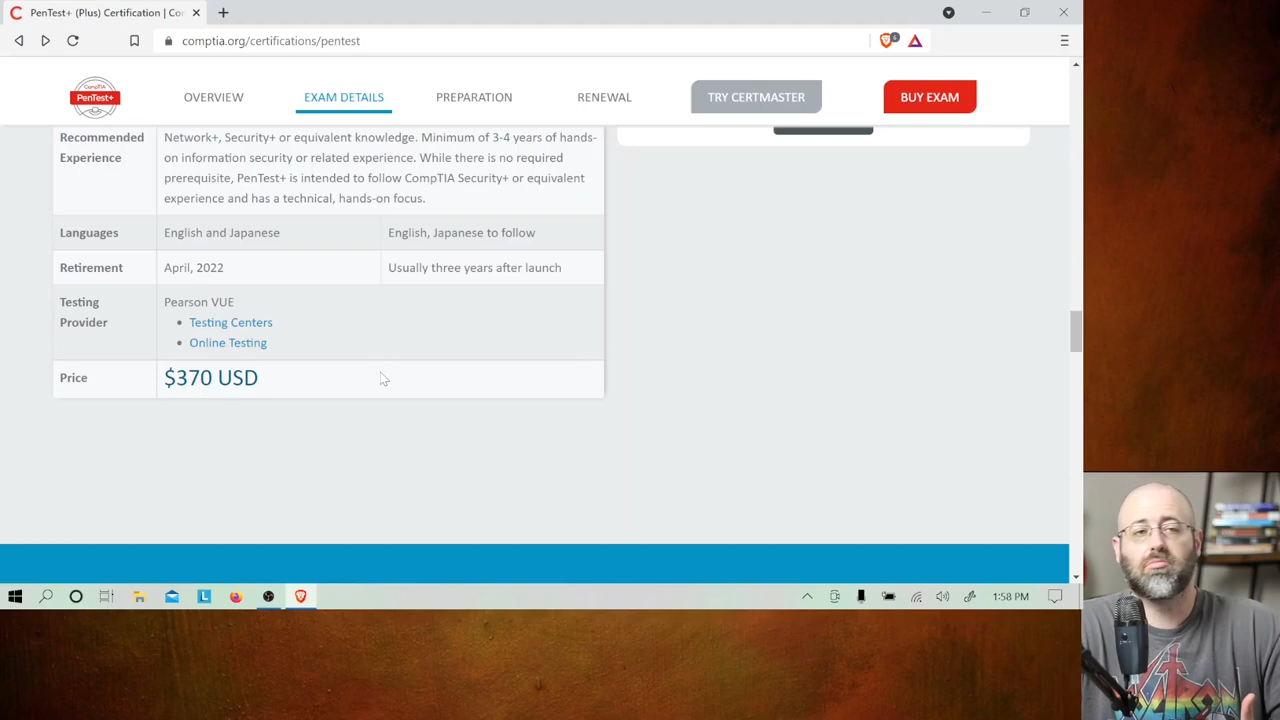 PenTest+ (Plus) Certification | Co
comptia.org/certifications/pentest
6
CompTIA
PenTest+
OVERVIEW
EXAM DETAILS
PREPARATION
RENEWAL
TRY CERTMASTER
BUY EXAM
Recommended
Experience
Network+, Security+ or equivalent knowledge. Minimum of 3-4 years of hands-
on information security or related experience. While there is no required
prerequisite, PenTest+ is intended to follow CompTIA Security+ or equivalent
experience and has a technical, hands-on focus.
Languages
English and Japanese
English, Japanese to follow
Retirement
April, 2022
Usually three years after launch
Testing
Provider
Pearson VUE
Testing Centers
Online Testing
Price
$370 USD
L
1:58 PM